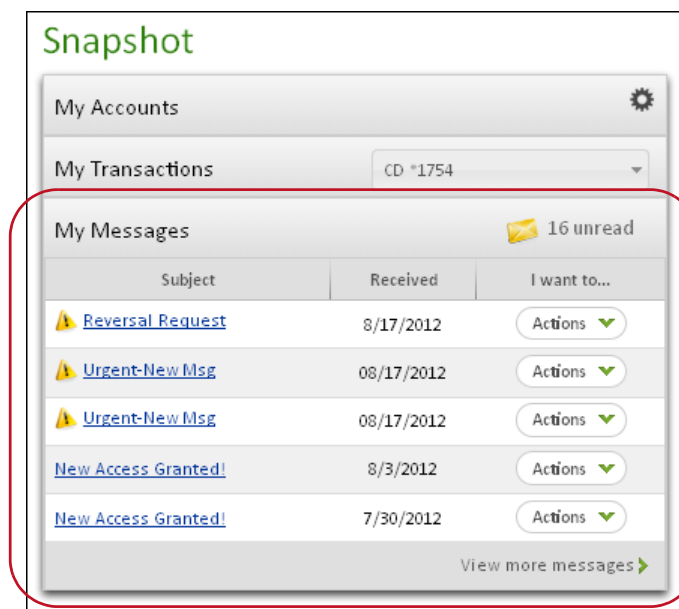 Snapshot
My Accounts
My Transactions CD *1754
My Messages 16 unread
Subject Received I want to...
Reversal Request 8/17/2012 Actions
Urgent-New Msg 08/17/2012 Actions
Urgent-New Msg 08/17/2012 Actions
New Access Granted! 8/3/2012 Actions
New Access Granted! 7/30/2012 Actions
View more messages